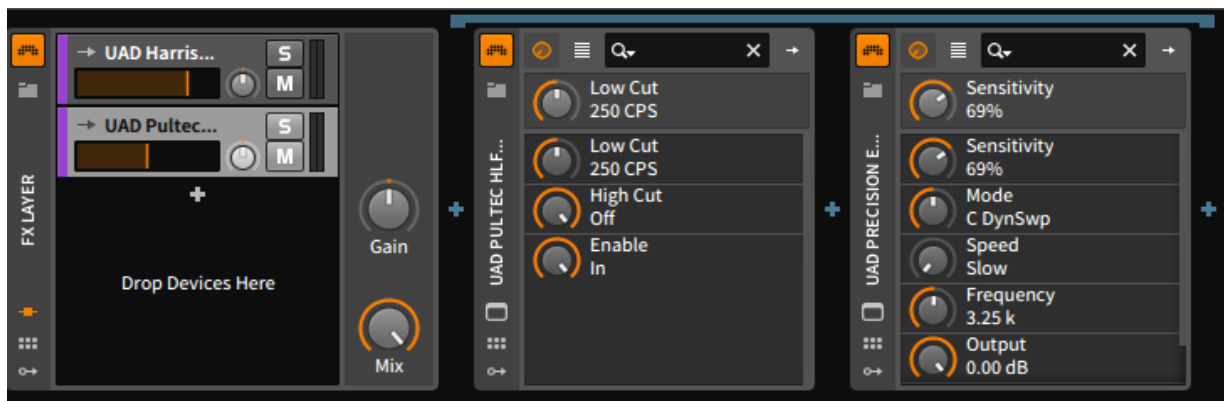 FX LAYER
UAD Harris...
S
M
UAD Pultec...
S
M
Drop Devices Here
Gain
Mix
UAD PULTEC HLF...
Low Cut
250 CPS
Low Cut
250 CPS
High Cut
Off
Enable
In
UAD PRECISION E...
Sensitivity
69%
Sensitivity
69%
Mode
C DynSwp
Speed
Slow
Frequency
3.25 k
Output
0.00 dB